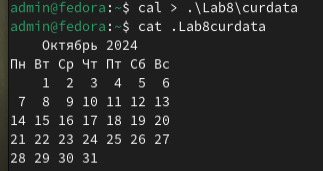 admin@fedora:~$ cal > .\Lab8\curdata
admin@fedora:~$ cat .Lab8curdata
    Октябрь 2024
Пн Вт Ср Чт Пт Сб Вс
    1  2  3  4  5  6
 7  8  9 10 11 12 13
14 15 16 17 18 19 20
21 22 23 24 25 26 27
28 29 30 31